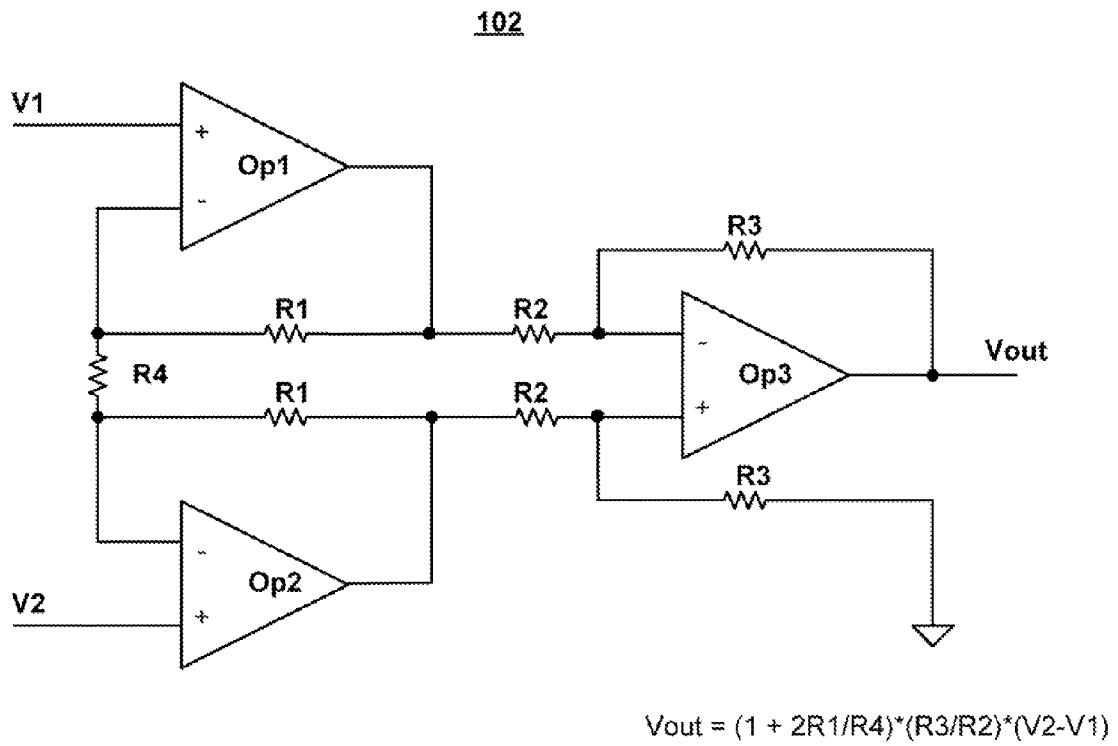 102
V1
+
Op1
-
R3
R1
R2
-
Vout
R4
Op3
R1
R2
+
R3
-
Op2
V2
+
Vout = (1 + 2R1/R4)*(R3/R2)*(V2-V1)